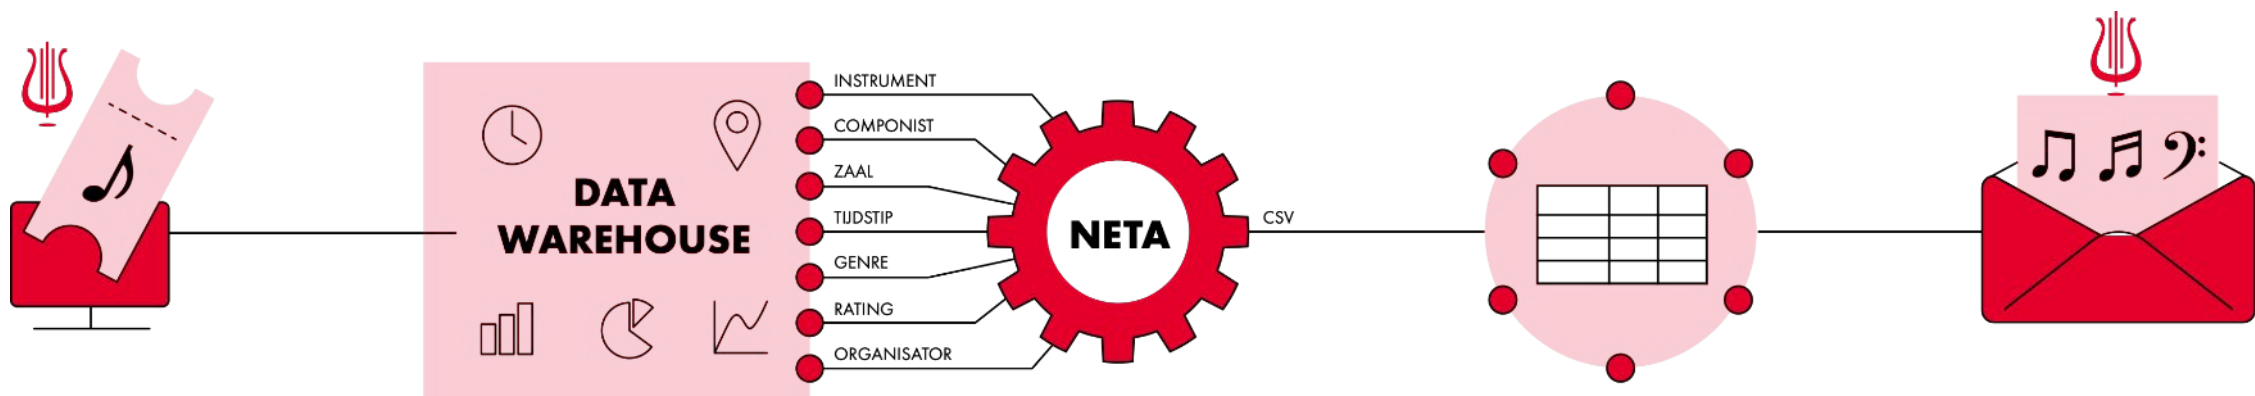 DATA
WAREHOUSE
INSTRUMENT
COMPONIST
ZAAL
TIJDSTIP
GENRE
RATING
ORGANISATOR
NETA
CSV